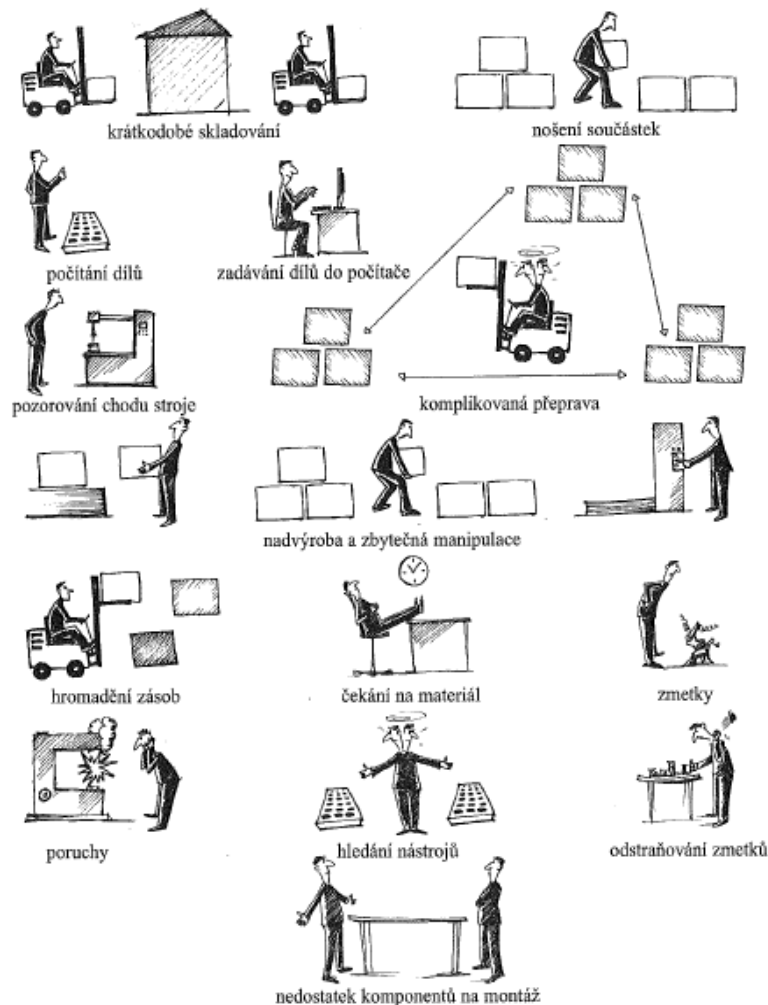 krátkodobé skladování
nošení součástek
počítání dílů
zadávání dílů do počítače
pozorování chodu stroje
komplikovaná přeprava
nadvýroba a zbytečná manipulace
hromadění zásob
čekání na materiál
zmetky
poruchy
hledání nástrojů
odstraňování zmetků
nedostatek komponentů na montáž